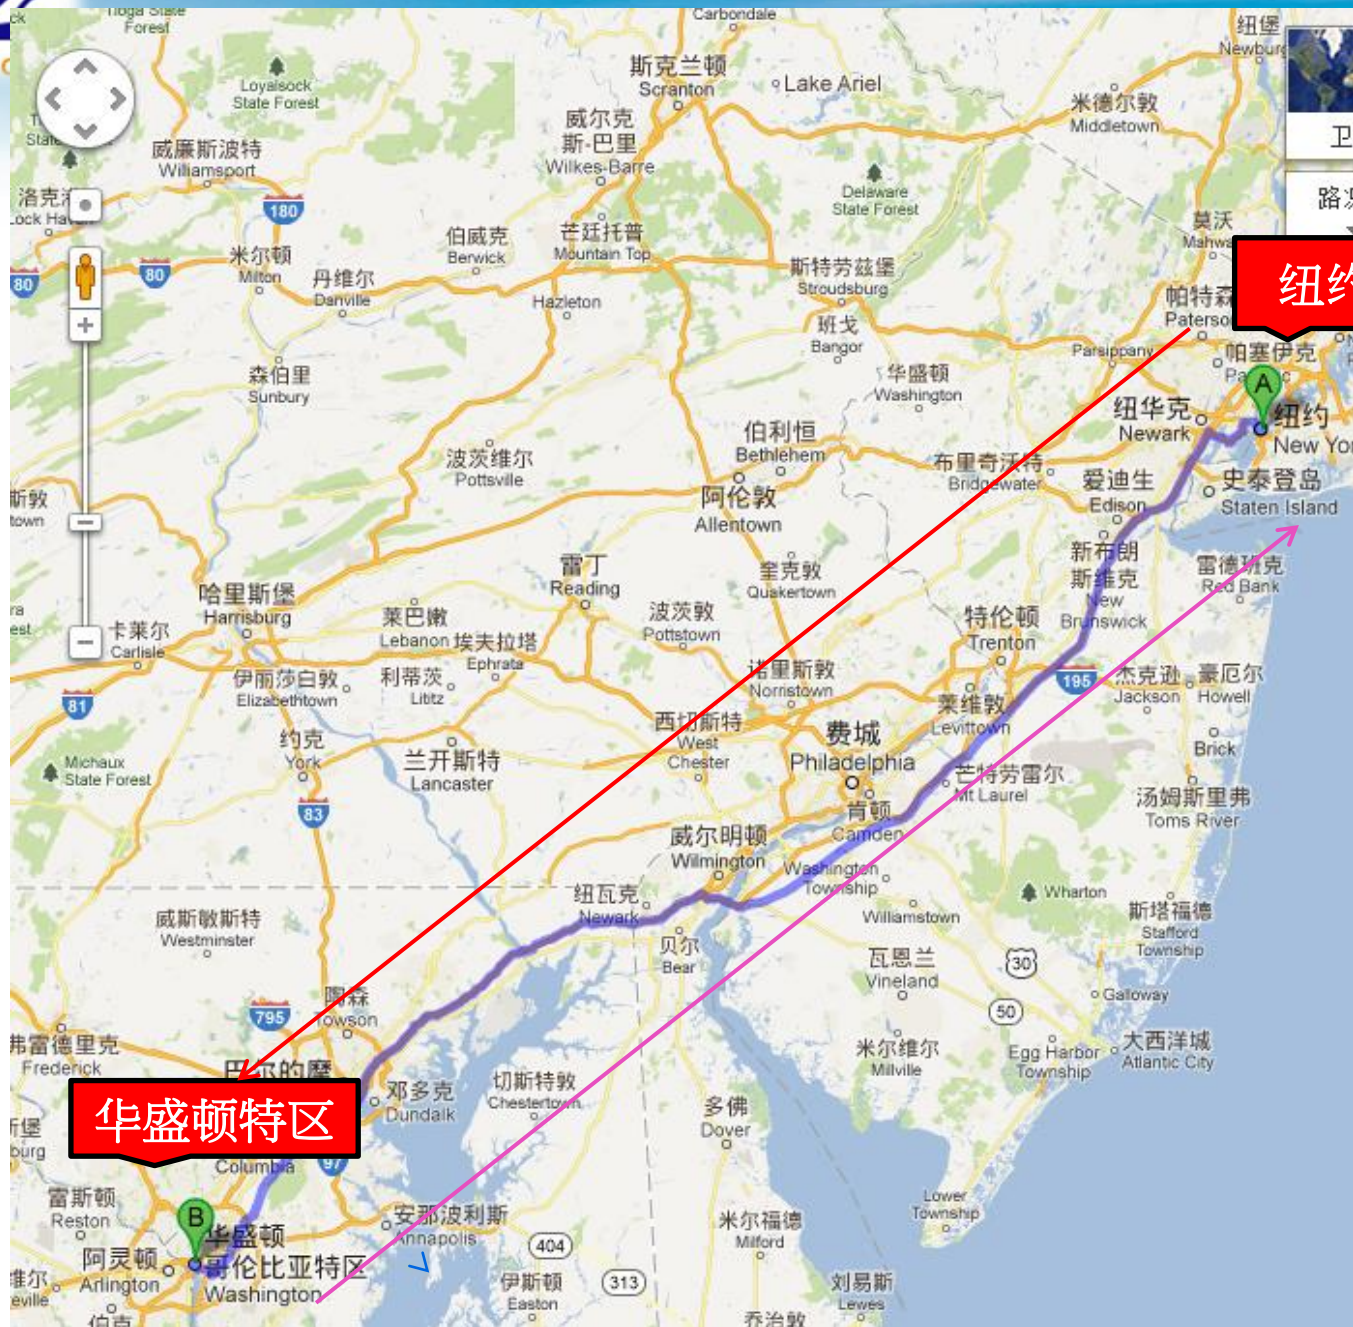 Tioga State
Forest
Carbondale
纽堡
Loyalsock
State Forest
斯克兰顿
Scranton
Lake Ariel
米德尔敦
Middletown
威尔克
斯-巴里
Wilkes-Barre
威廉斯波特
Williamsport
180
Delaware
State Forest
路况
莫沃
80
80
米尔顿
Milton
丹维尔
Danville
伯威克
Berwick
芒廷托普
Mountain Top
Hazleton
斯特劳兹堡
Stroudsburg
班戈
Bangor
纽约
Parsippany
帕塞伊克
A
森伯里
Sunbury
华盛顿
Washington
纽华克
Newark
纽约
New York
波茨维尔
Pottsville
伯利恒
Bethlehem
布里奇沃特
Bridgewater
爱迪生
Edison
史泰登岛
Staten Island
阿伦敦
Allentown
雷丁
Reading
奎克敦
Quakertown
新布朗
斯维克
New
Brunswick
雷德班克
Red Bank
哈里斯堡
Harrisburg
卡莱尔
Carlisle
莱巴嫩
Lebanon
埃夫拉塔
Ephrata
波茨敦
Pottstown
特伦顿
Trenton
伊丽莎白敦
Elizabethtown
利蒂茨
Lititz
诺里斯敦
Norristown
195
杰克逊
Jackson
豪厄尔
Howell
81
莱维敦
Levittown
西切斯特
West
Chester
费城
Philadelphia
Brick
约克
York
兰开斯特
Lancaster
Michaux
State Forest
芒特劳雷尔
Mt Laurel
汤姆斯里弗
Toms River
83
肯顿
Camden
威尔明顿
Wilmington
Washington
Township
纽瓦克
Newark
Wharton
斯塔福德
Stafford
Township
威斯敏斯特
Westminster
Williamstown
贝尔
Bear
瓦恩兰
Vineland
30
Galloway
陶森
Towson
795
50
弗雷德里克
Frederick
巴尔的摩
米尔维尔
Millville
Egg Harbor
Township
大西洋城
Atlantic City
华盛顿特区
邓多克
Dundalk
切斯特敦
Chestertown
多佛
Dover
Columbia
97
雷斯顿
Reston
B
华盛顿
哥伦比亚特区
Washington
安那波利斯
Annapolis
Lower
Township
米尔福德
Milford
404
阿灵顿
Arlington
伊斯顿
Easton
313
刘易斯
Lewes
乔治敦